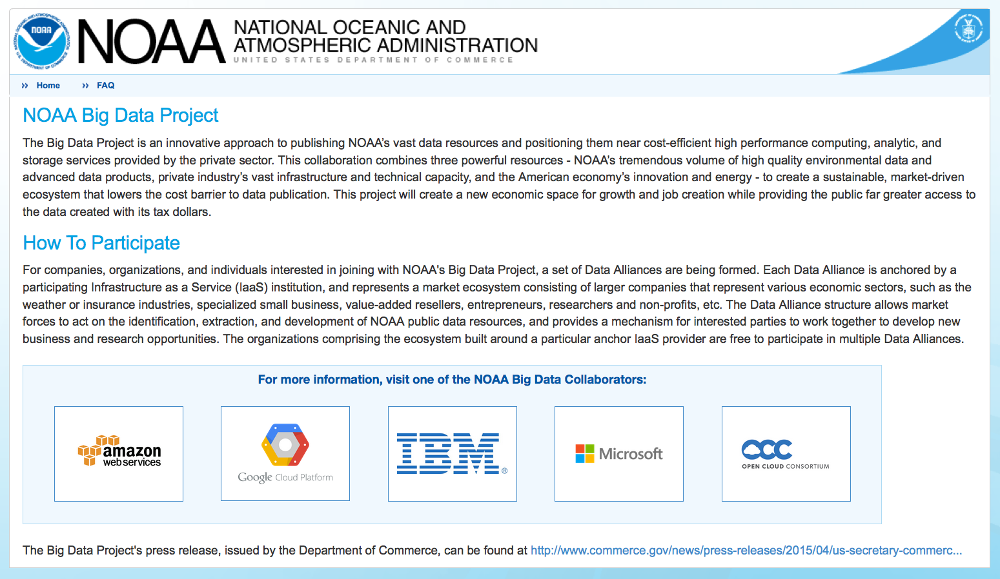 NOAA
NOAA
NATIONAL OCEANIC AND
ATMOSPHERIC ADMINISTRATION
UNITED STATES DEPARTMENT OF COMMERCE
NATIONAL OCEANIC AND ATMOSPHERIC ADMINISTRATION
U.S. DEPARTMENT OF COMMERCE
» Home » FAQ
NOAA Big Data Project
The Big Data Project is an innovative approach to publishing NOAA’s vast data resources and positioning them near cost-efficient high performance computing, analytic, and
storage services provided by the private sector. This collaboration combines three powerful resources - NOAA’s tremendous volume of high quality environmental data and
advanced data products, private industry’s vast infrastructure and technical capacity, and the American economy’s innovation and energy - to create a sustainable, market-driven
ecosystem that lowers the cost barrier to data publication. This project will create a new economic space for growth and job creation while providing the public far greater access to
the data created with its tax dollars.
How To Participate
For companies, organizations, and individuals interested in joining with NOAA's Big Data Project, a set of Data Alliances are being formed. Each Data Alliance is anchored by a
participating Infrastructure as a Service (IaaS) institution, and represents a market ecosystem consisting of larger companies that represent various economic sectors, such as the
weather or insurance industries, specialized small business, value-added resellers, entrepreneurs, researchers and non-profits, etc. The Data Alliance structure allows market
forces to act on the identification, extraction, and development of NOAA public data resources, and provides a mechanism for interested parties to work together to develop new
business and research opportunities. The organizations comprising the ecosystem built around a particular anchor IaaS provider are free to participate in multiple Data Alliances.
For more information, visit one of the NOAA Big Data Collaborators:
amazon
webservices
Google Cloud Platform
IBM®
Microsoft
OCC
OPEN CLOUD CONSORTIUM
The Big Data Project's press release, issued by the Department of Commerce, can be found at http://www.commerce.gov/news/press-releases/2015/04/us-secretary-commerc...